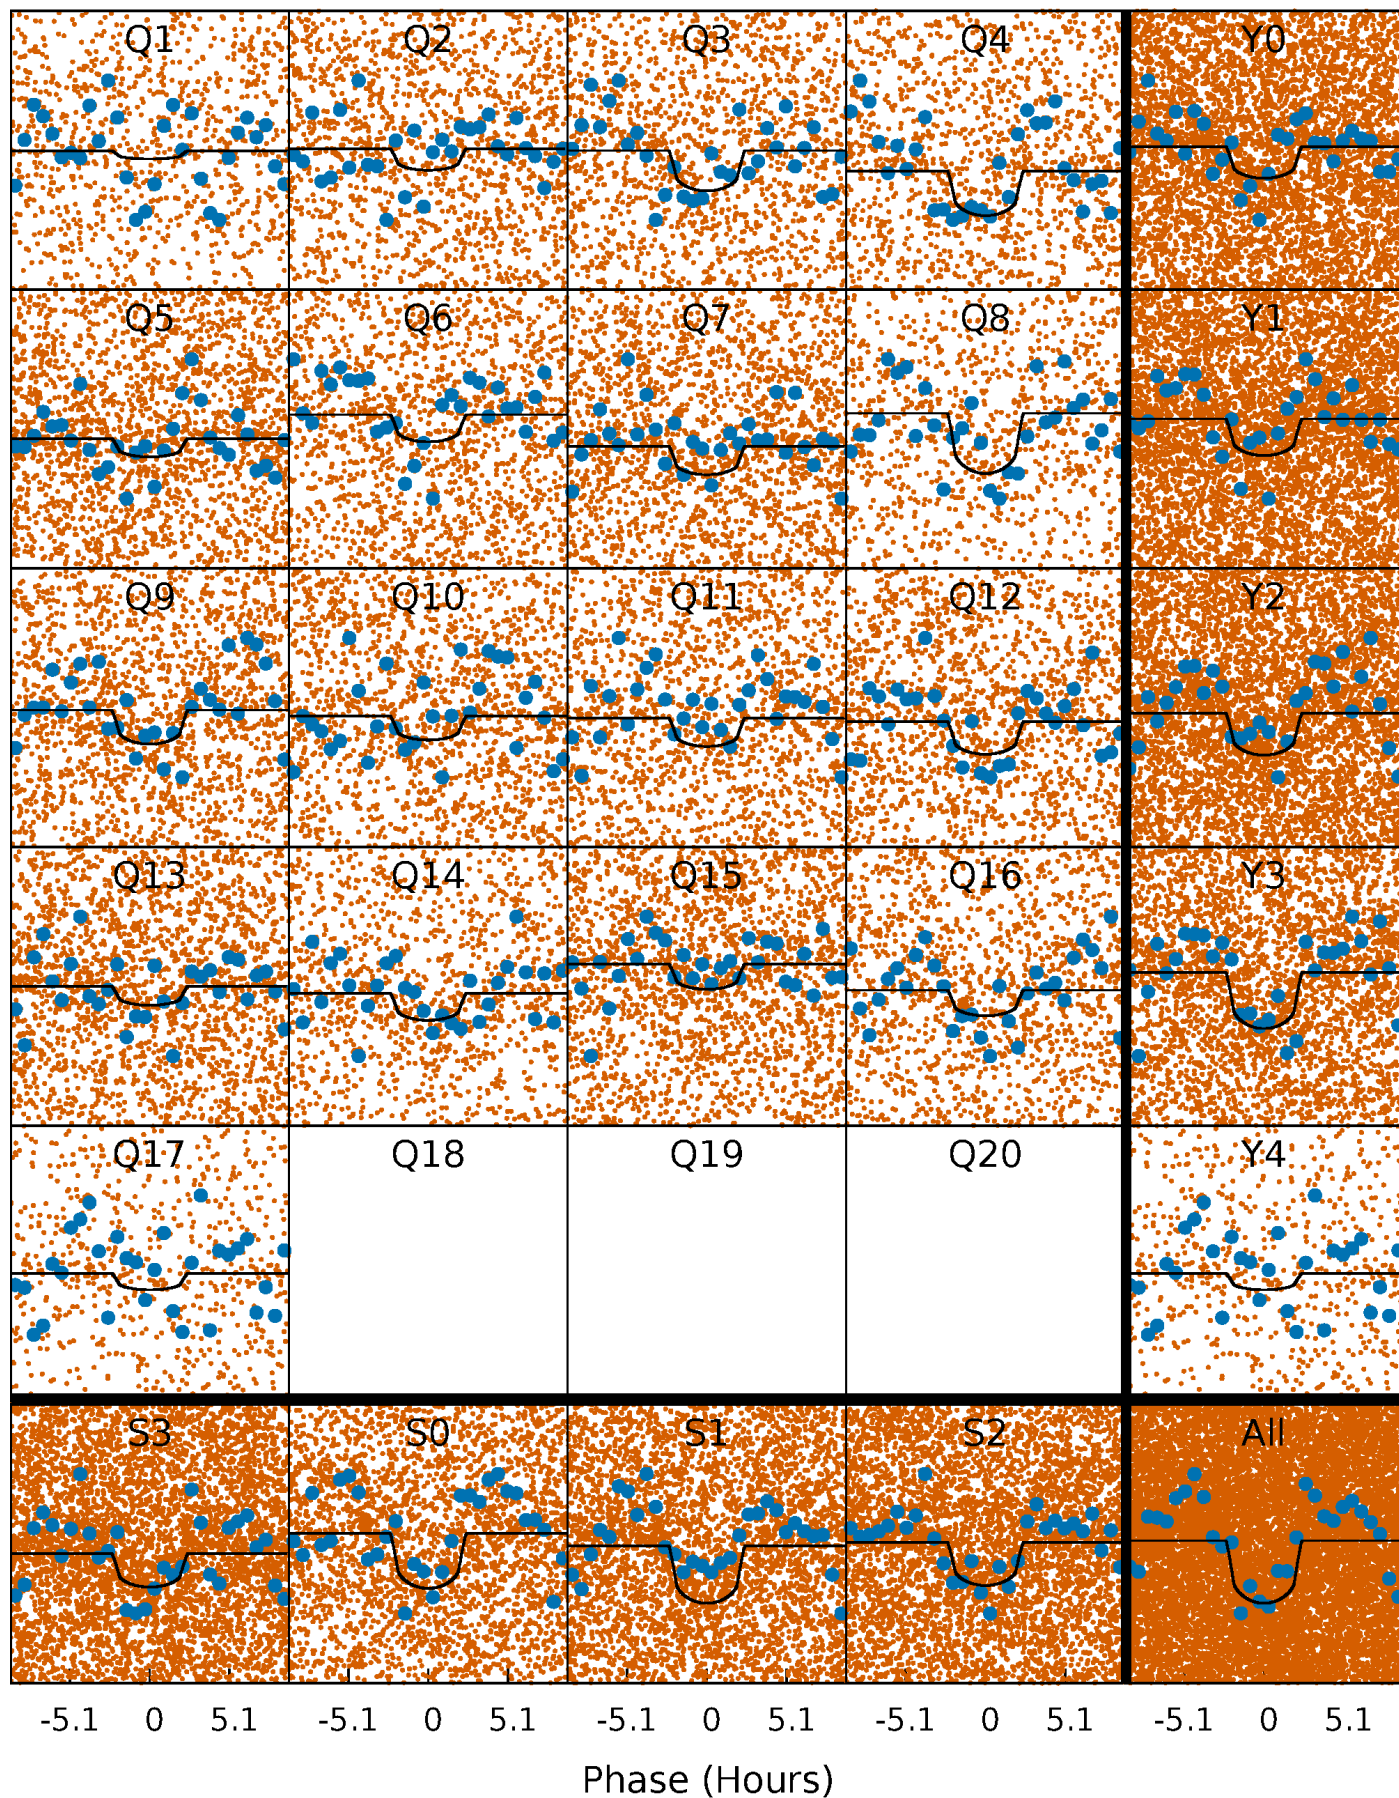 Q1 Q2 Q3 Q4 Y0
Q5 Q6 Q7 Q8 Y1
Q9 Q10 Q11 Q12 Y2
Q13 Q14 Q15 Q16 Y3
Q17 Q18 Q19 Q20 Y4
S3 S0 S1 S2 All
-5.1 0 5.1 -5.1 0 5.1 -5.1 0 5.1 -5.1 0 5.1 -5.1 0 5.1
Phase (Hours)